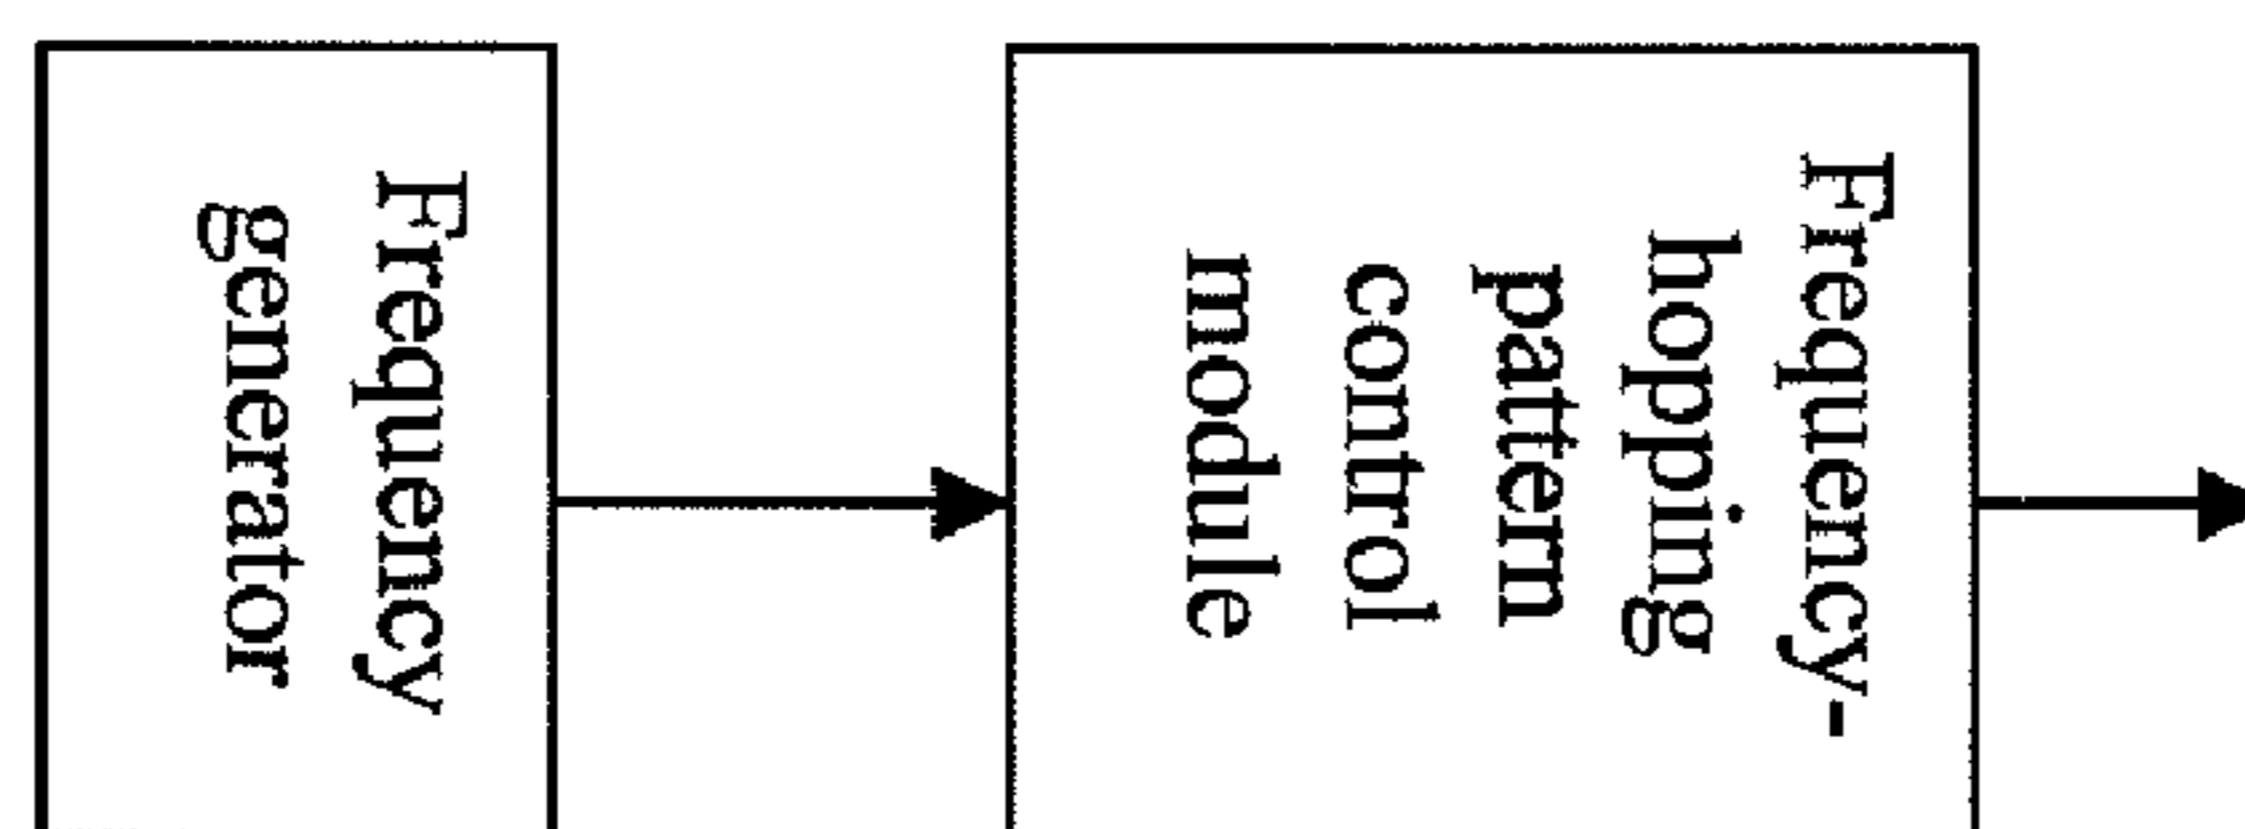 Frequency
generator
Frequency-
hopping
pattern
control
module